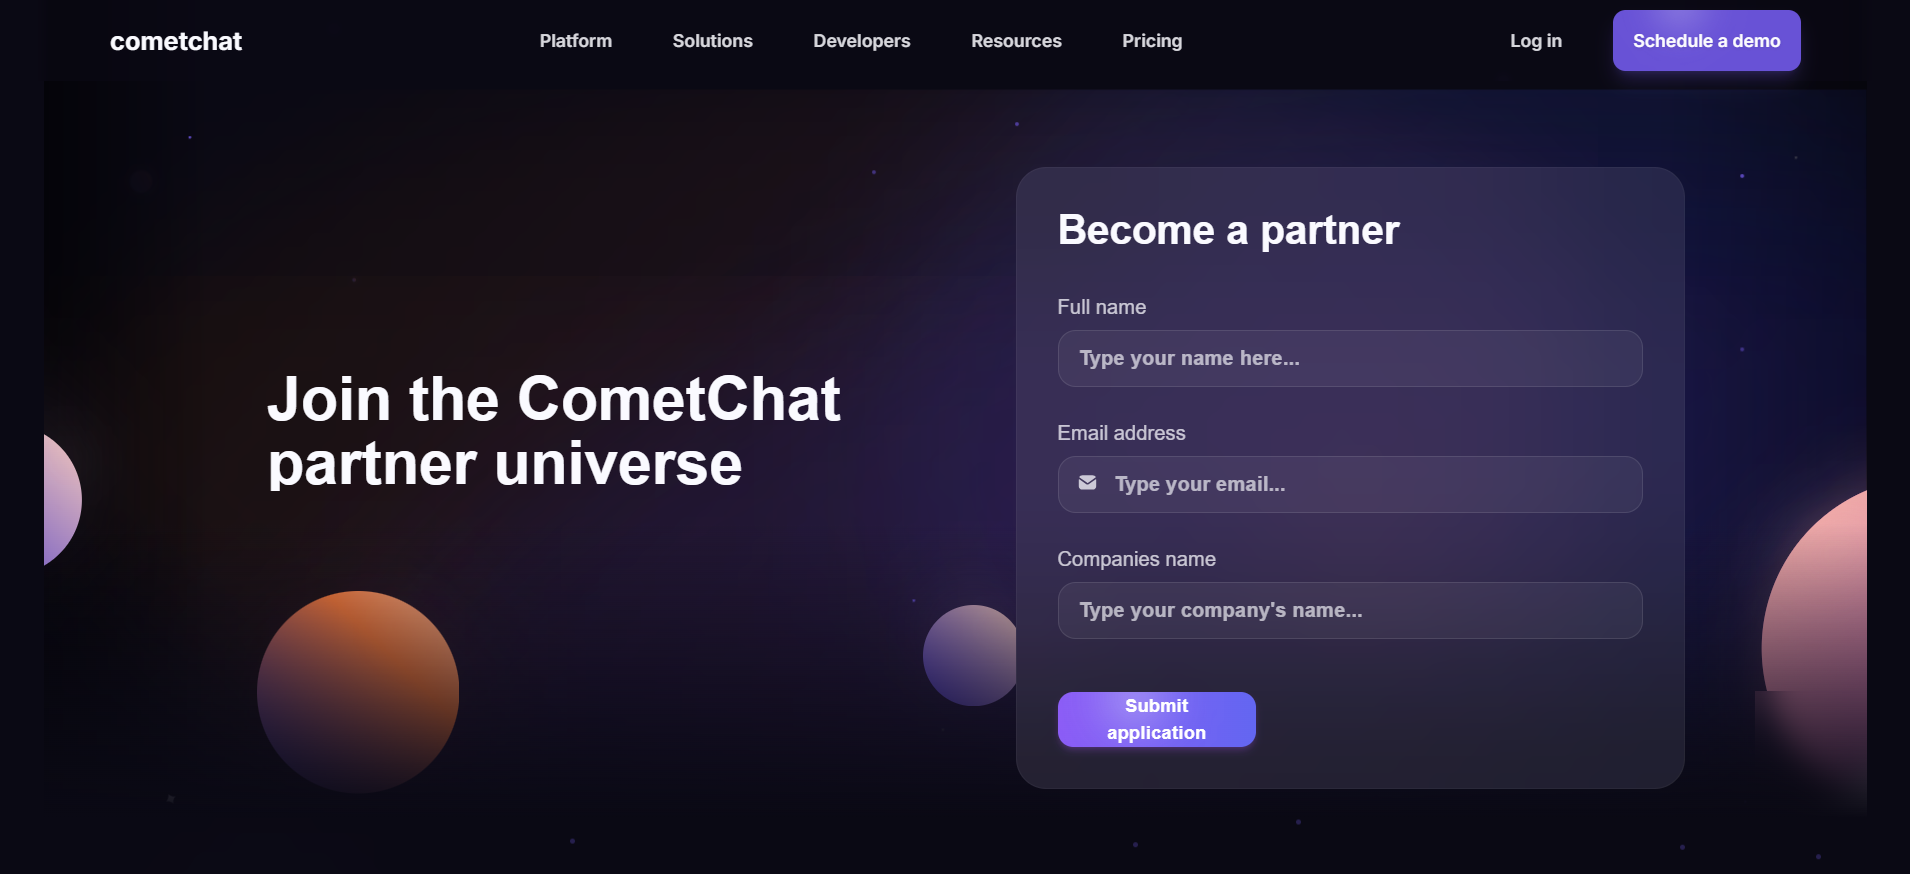 cometchat
Platform
Solutions
Developers
Resources
Pricing
Log in
Schedule a demo
Join the CometChat
partner universe
Become a partner
Full name
Type your name here...
Email address
Type your email...
Companies name
Type your company's name...
Submit
application